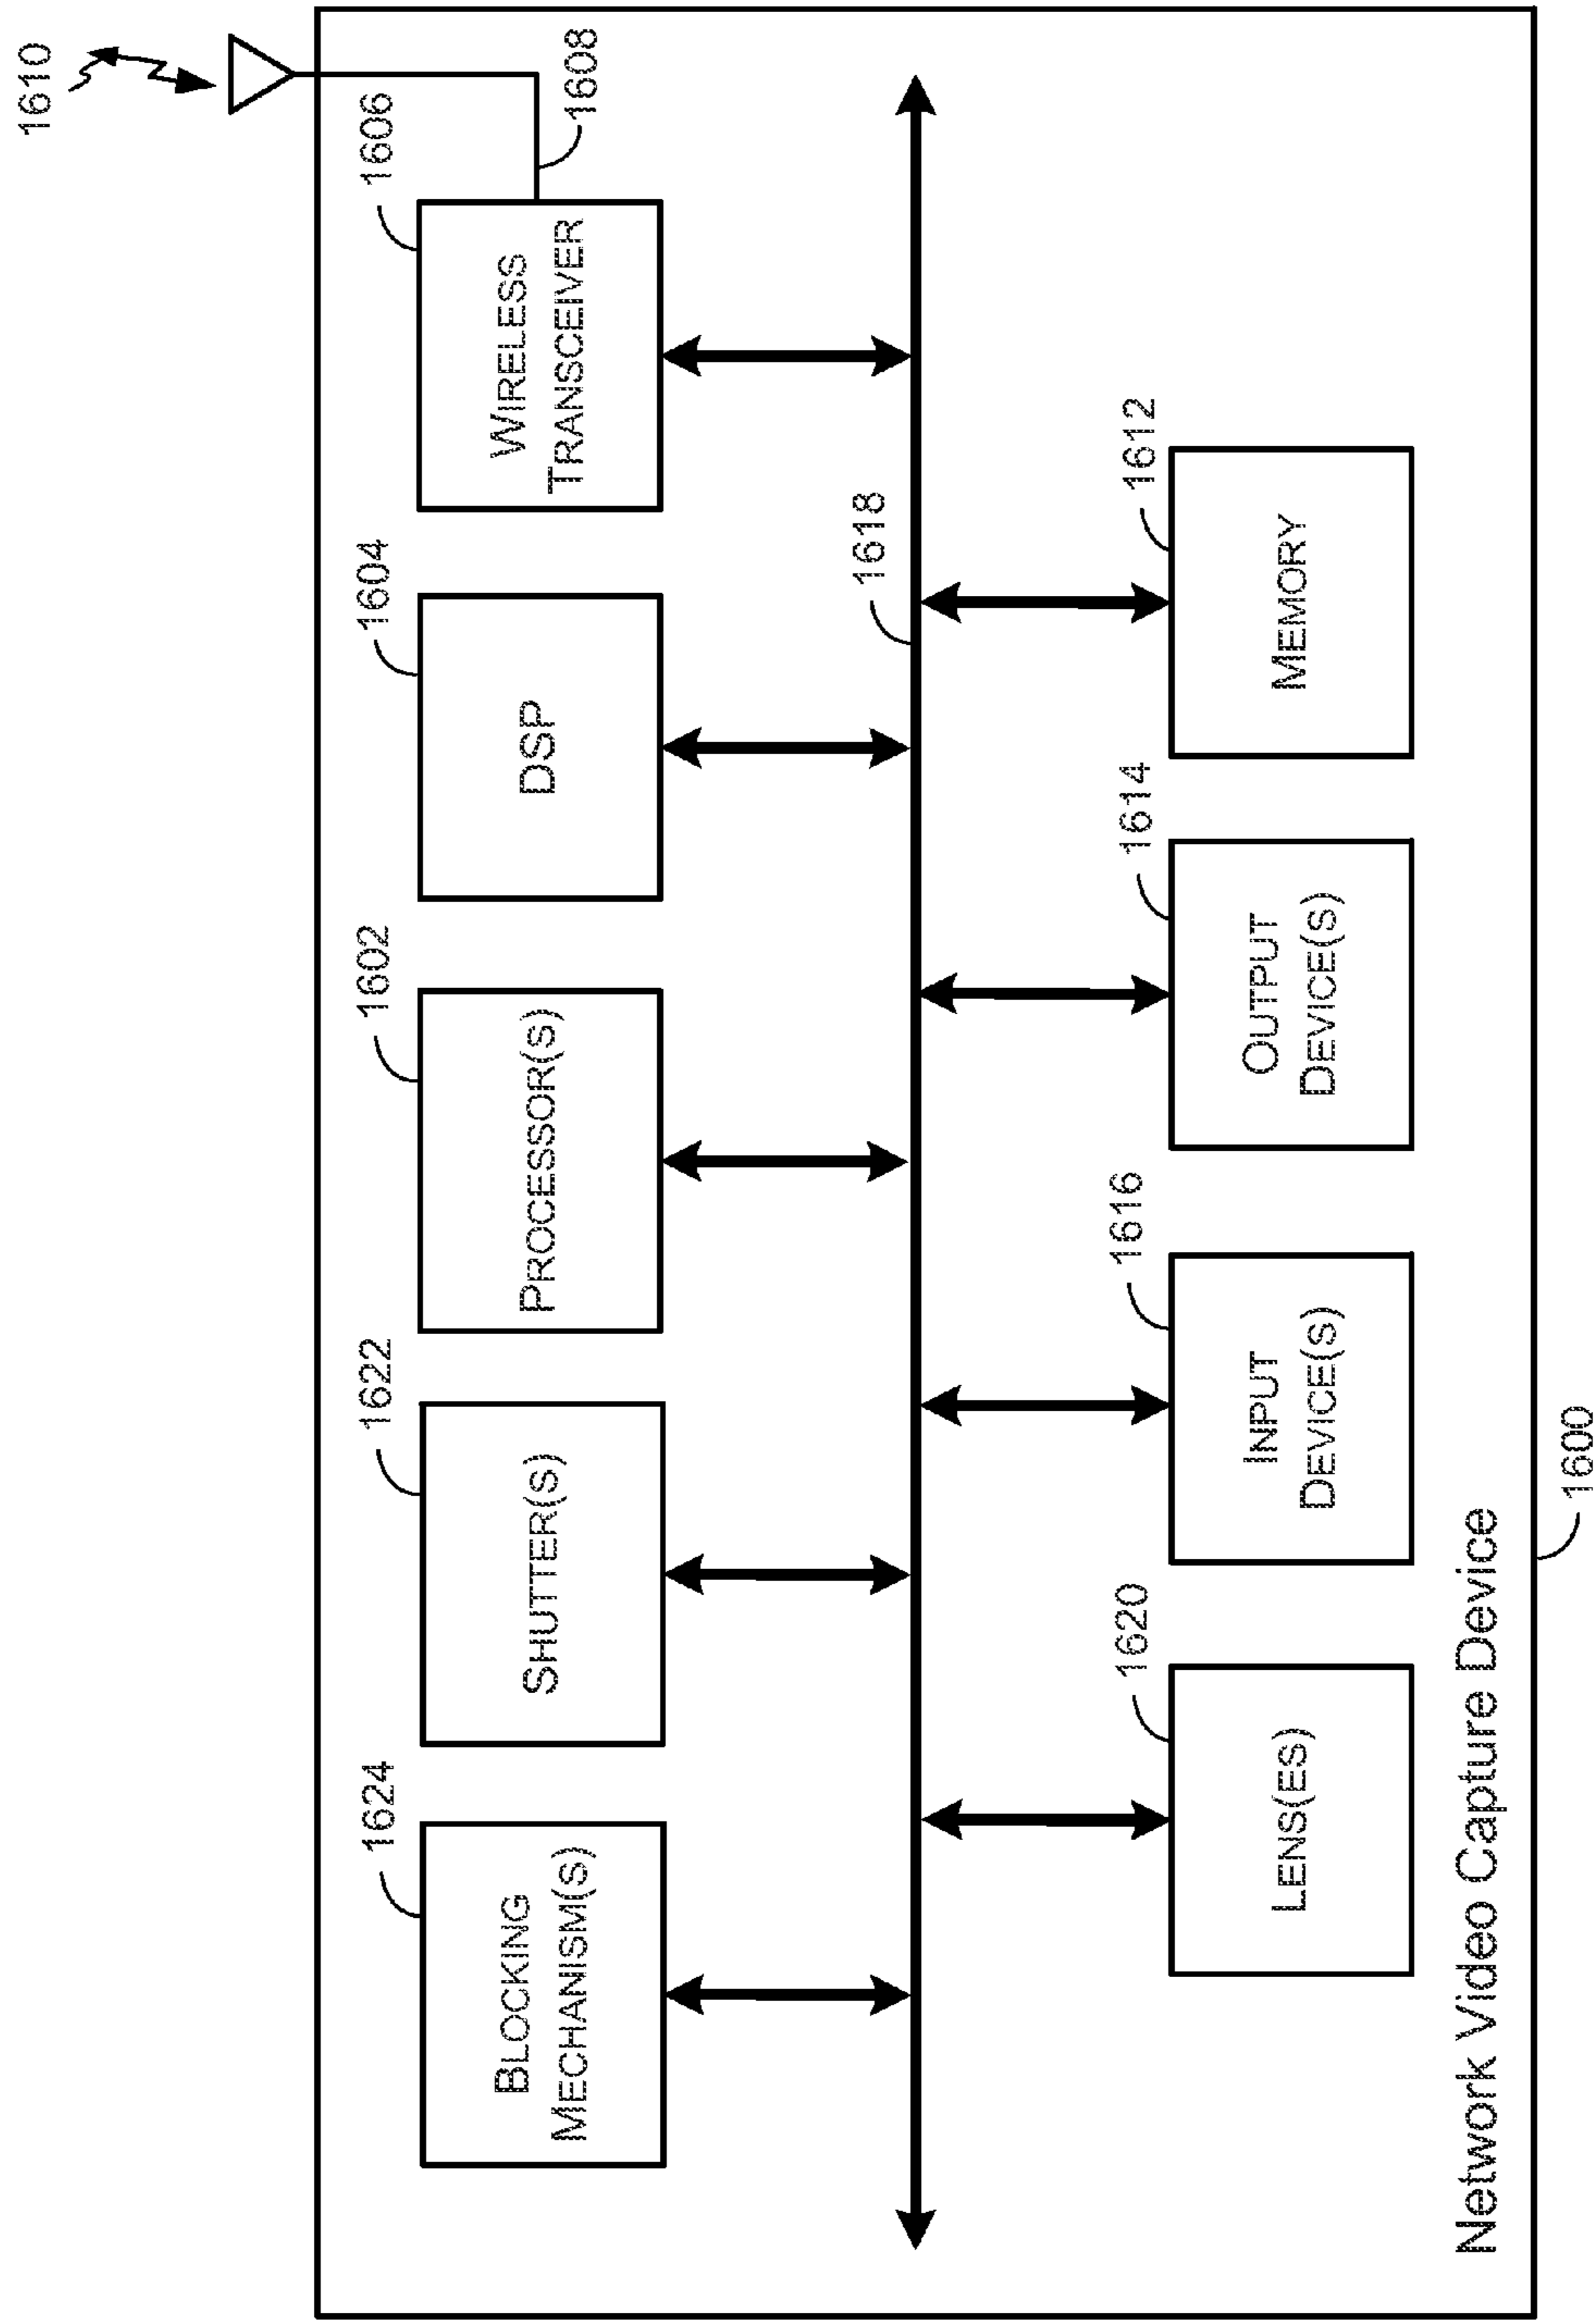 1610
1624
BLOCKING
MECHANISM(S)
1622
SHUTTER(S)
1602
PROCESSOR(S)
1604
DSP
1606
WIRELESS
TRANSCEIVER
1608
1618
1620
LENS(ES)
1616
INPUT
DEVICE(S)
1614
OUTPUT
DEVICE(S)
1612
MEMORY
Network Video Capture Device
1600